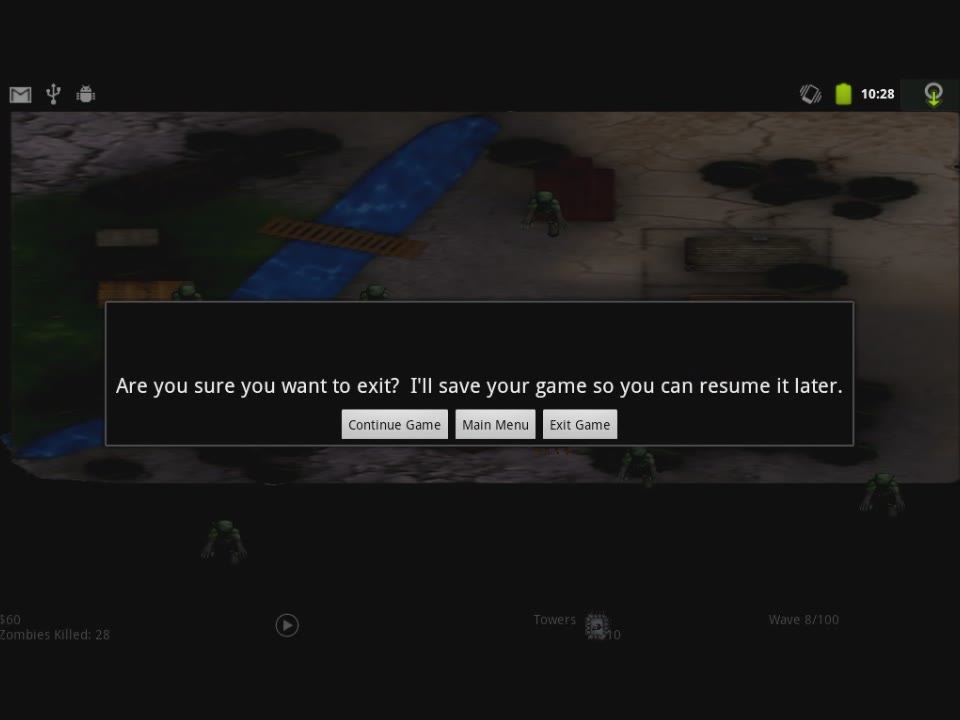 10:28
Are you sure you want to exit?  I'll save your game so you can resume it later.
Continue Game Main Menu Exit Game
$60
Zombies Killed: 28
Towers
10
Wave 8/100